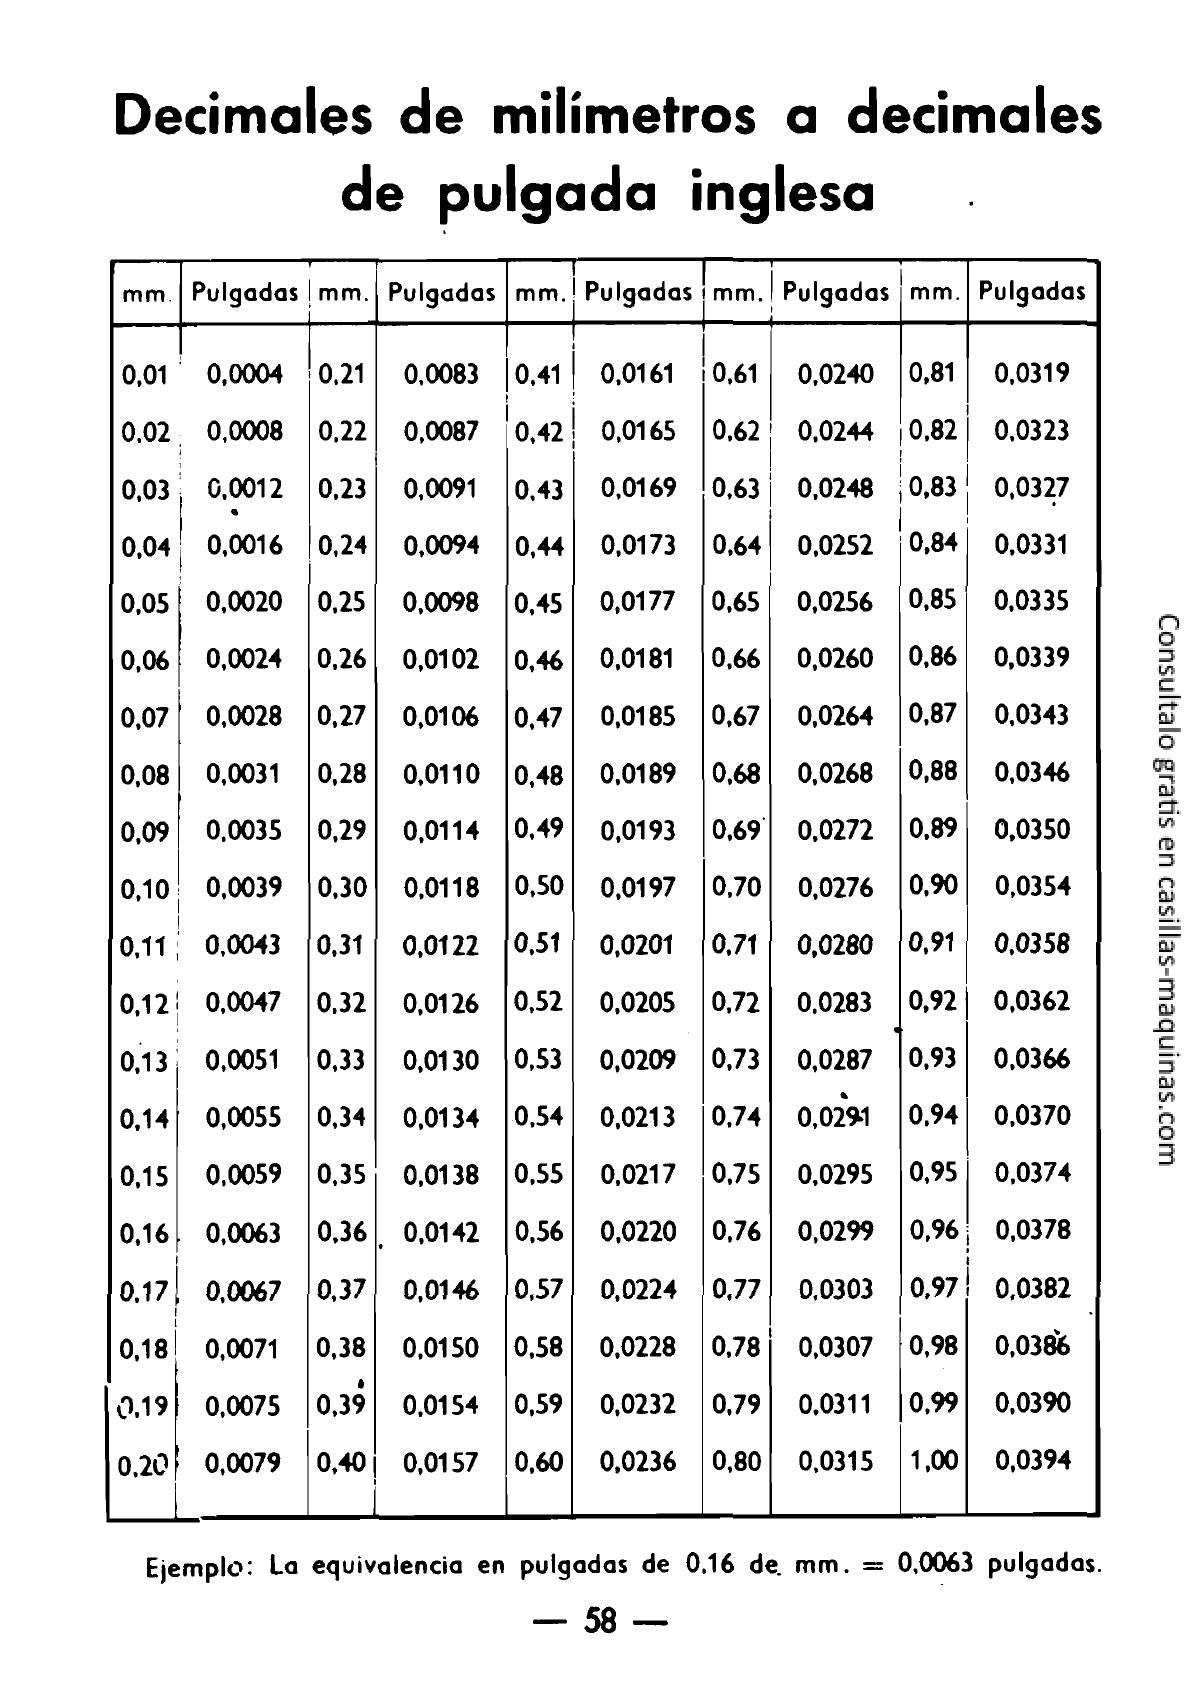 Decimales de milímetros a decimales
de pulgada inglesa
mm. Pulgadas mm. Pulgadas mm. Pulgadas mm. Pulgadas mm. Pulgadas
0,01 0,0004 0,21 0,0083 0,41 0,0161 0,61 0,0240 0,81 0,0319
0,02 0,0008 0,22 0,0087 0,42 0,0165 0,62 0,0244 0,82 0,0323
0,03 0,0012 0,23 0,0091 0,43 0,0169 0,63 0,0248 0,83 0,0327
0,04 0,0016 0,24 0,0094 0,44 0,0173 0,64 0,0252 0,84 0,0331
0,05 0,0020 0,25 0,0098 0,45 0,0177 0,65 0,0256 0,85 0,0335
0,06 0,0024 0,26 0,0102 0,46 0,0181 0,66 0,0260 0,86 0,0339
0,07 0,0028 0,27 0,0106 0,47 0,0185 0,67 0,0264 0,87 0,0343
0,08 0,0031 0,28 0,0110 0,48 0,0189 0,68 0,0268 0,88 0,0346
0,09 0,0035 0,29 0,0114 0,49 0,0193 0,69 0,0272 0,89 0,0350
0,10 0,0039 0,30 0,0118 0,50 0,0197 0,70 0,0276 0,90 0,0354
0,11 0,0043 0,31 0,0122 0,51 0,0201 0,71 0,0280 0,91 0,0358
0,12 0,0047 0,32 0,0126 0,52 0,0205 0,72 0,0283 0,92 0,0362
0,13 0,0051 0,33 0,0130 0,53 0,0209 0,73 0,0287 0,93 0,0366
0,14 0,0055 0,34 0,0134 0,54 0,0213 0,74 0,0291 0,94 0,0370
0,15 0,0059 0,35 0,0138 0,55 0,0217 0,75 0,0295 0,95 0,0374
0,16 0,0063 0,36 0,0142 0,56 0,0220 0,76 0,0299 0,96 0,0378
0,17 0,0067 0,37 0,0146 0,57 0,0224 0,77 0,0303 0,97 0,0382
0,18 0,0071 0,38 0,0150 0,58 0,0228 0,78 0,0307 0,98 0,0386
0,19 0,0075 0,39 0,0154 0,59 0,0232 0,79 0,0311 0,99 0,0390
0,20 0,0079 0,40 0,0157 0,60 0,0236 0,80 0,0315 1,00 0,0394
Ejemplo: La equivalencia en pulgadas de 0,16 de mm. = 0,0063 pulgadas.
— 58 —
Consultalo gratis en casillas-maquinas.com